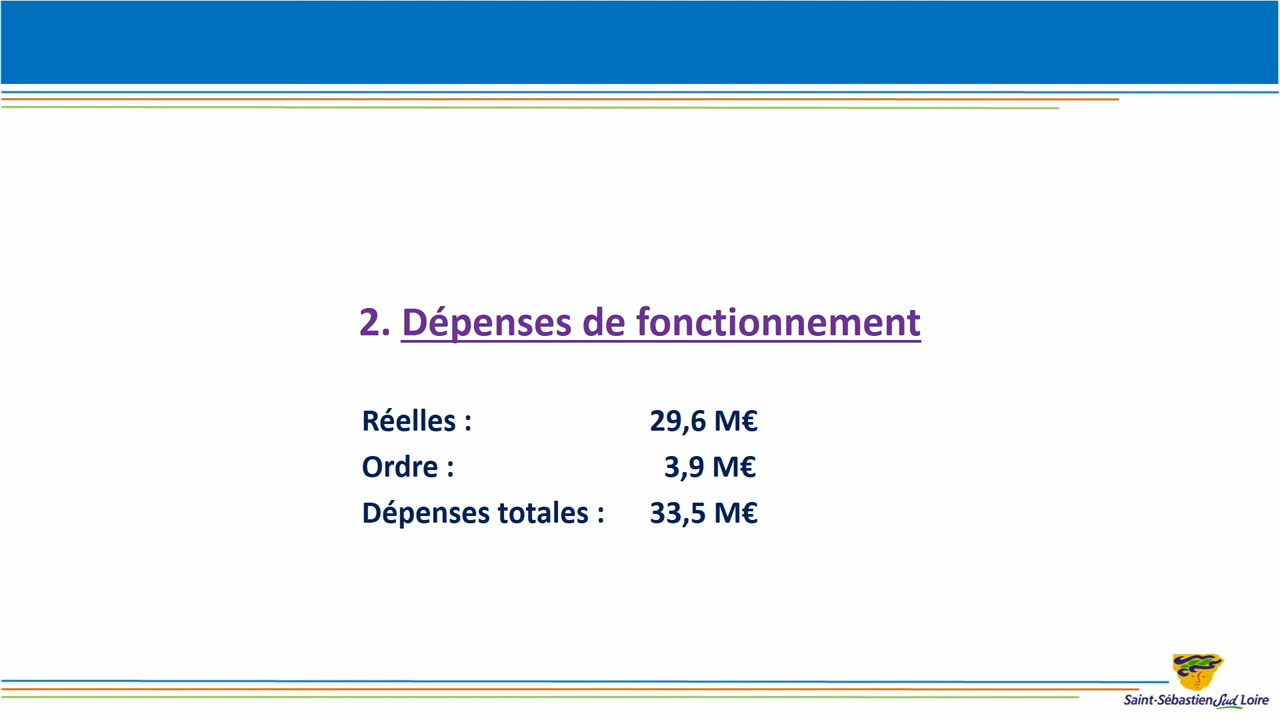 2. Dépenses de fonctionnement
Réelles : 29,6 M€
Ordre : 3,9 M€
Dépenses totales : 33,5 M€
Saint-Sébastien Sud Loire